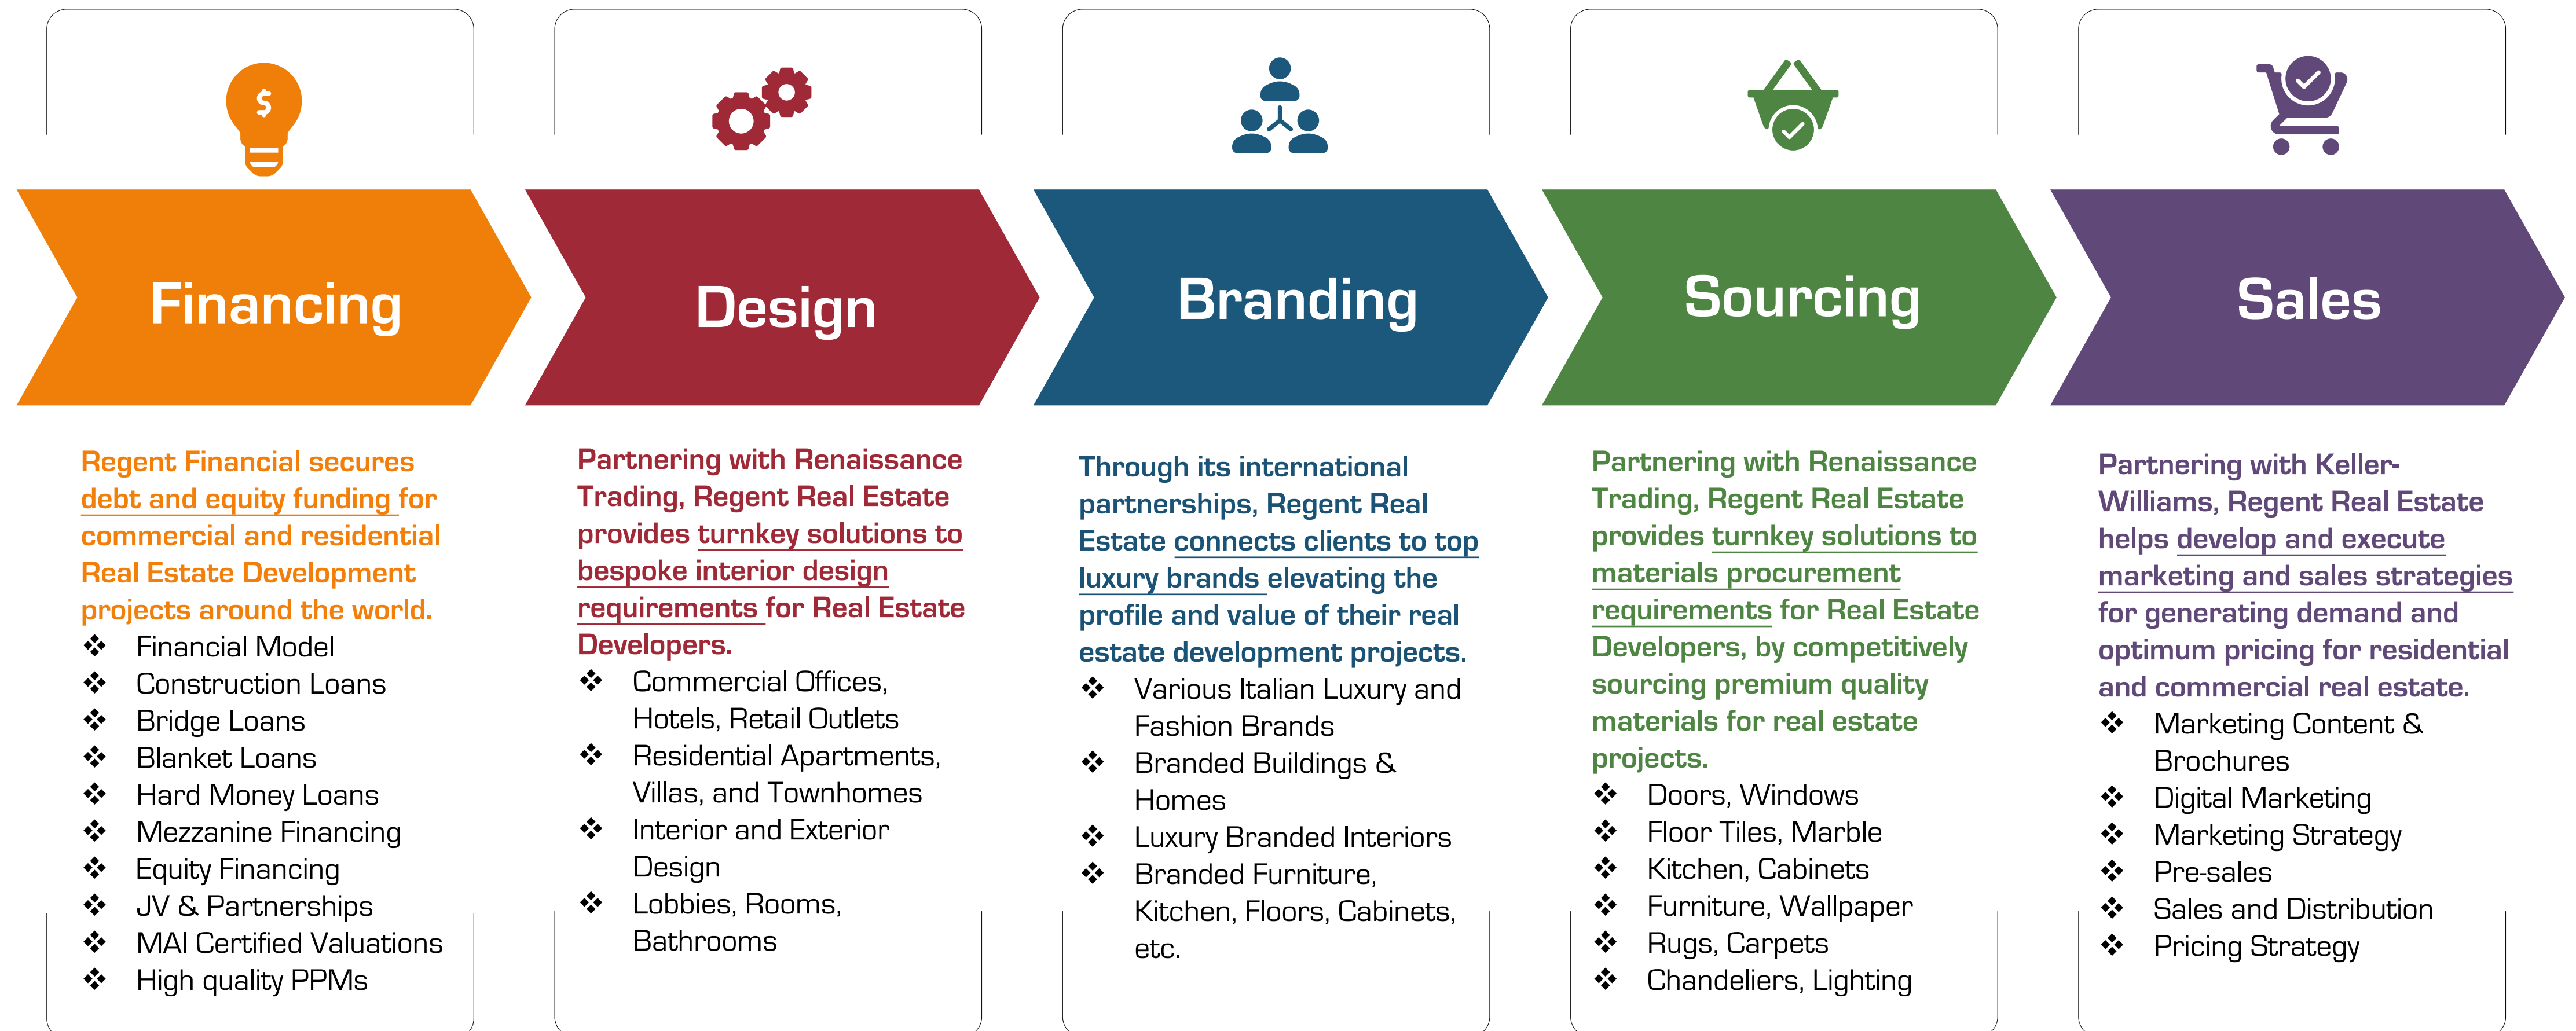 $
Financing
Regent Financial secures
debt and equity funding for
commercial and residential
Real Estate Development
projects around the world.
❖ Financial Model
❖ Construction Loans
❖ Bridge Loans
❖ Blanket Loans
❖ Hard Money Loans
❖ Mezzanine Financing
❖ Equity Financing
❖ JV & Partnerships
❖ MAI Certified Valuations
❖ High quality PPMs
Design
Partnering with Renaissance
Trading, Regent Real Estate
provides turnkey solutions to
bespoke interior design
requirements for Real Estate
Developers.
❖ Commercial Offices,
Hotels, Retail Outlets
❖ Residential Apartments,
Villas, and Townhomes
❖ Interior and Exterior
Design
❖ Lobbies, Rooms,
Bathrooms
Branding
Through its international
partnerships, Regent Real
Estate connects clients to top
luxury brands elevating the
profile and value of their real
estate development projects.
❖ Various Italian Luxury and
Fashion Brands
❖ Branded Buildings &
Homes
❖ Luxury Branded Interiors
❖ Branded Furniture,
Kitchen, Floors, Cabinets,
etc.
Sourcing
Partnering with Renaissance
Trading, Regent Real Estate
provides turnkey solutions to
materials procurement
requirements for Real Estate
Developers, by competitively
sourcing premium quality
materials for real estate
projects.
❖ Doors, Windows
❖ Floor Tiles, Marble
❖ Kitchen, Cabinets
❖ Furniture, Wallpaper
❖ Rugs, Carpets
❖ Chandeliers, Lighting
Sales
Partnering with Keller-
Williams, Regent Real Estate
helps develop and execute
marketing and sales strategies
for generating demand and
optimum pricing for residential
and commercial real estate.
❖ Marketing Content &
Brochures
❖ Digital Marketing
❖ Marketing Strategy
❖ Pre-sales
❖ Sales and Distribution
❖ Pricing Strategy